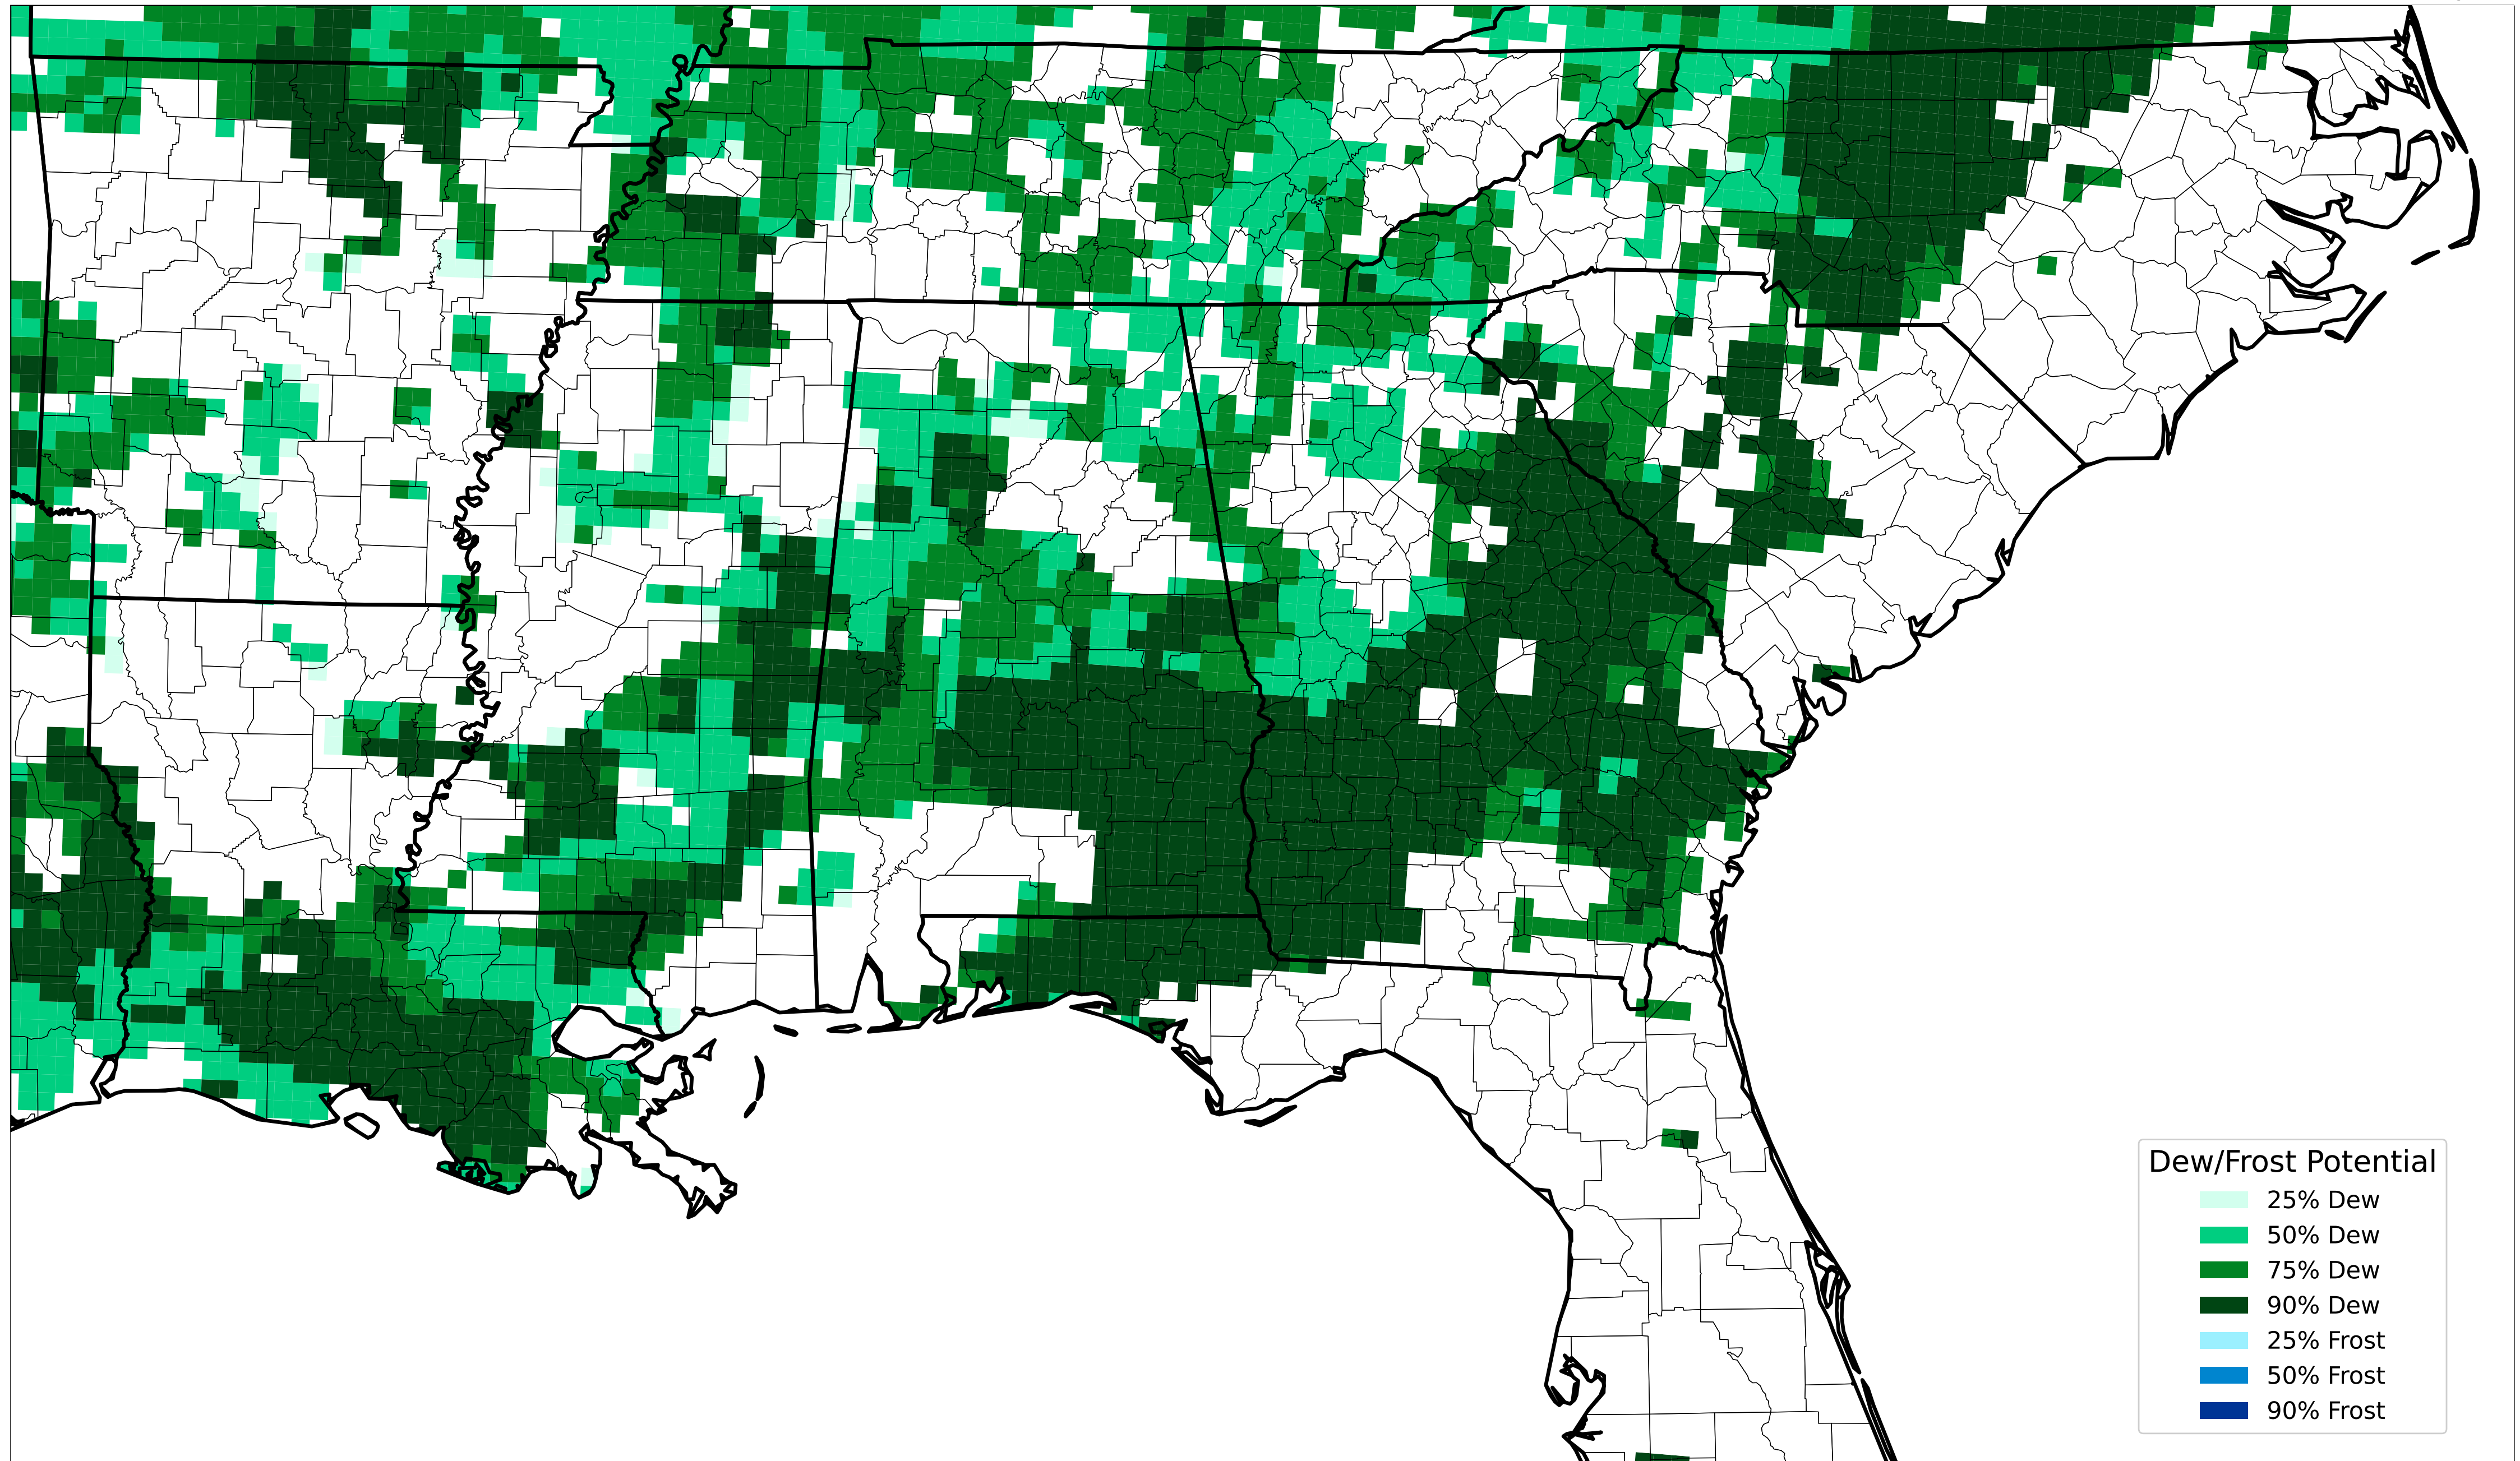 Dew/Frost Potential
25% Dew
50% Dew
75% Dew
90% Dew
25% Frost
50% Frost
90% Frost